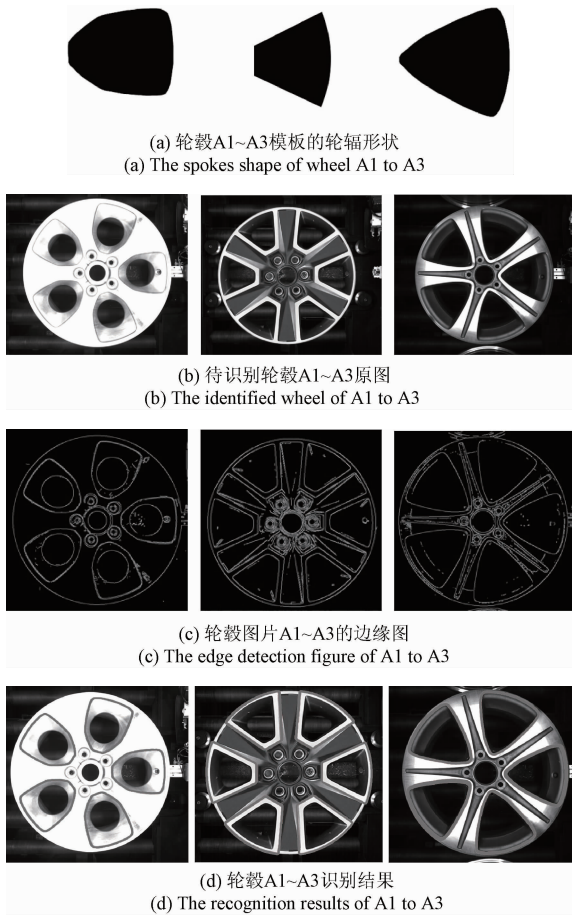 (a) 轮毂A1~A3模板的轮辐形状
(a) The spokes shape of wheel A1 to A3
(b) 待识别轮毂A1~A3原图
(b) The identified wheel of A1 to A3
(c) 轮毂图片A1~A3的边缘图
(c) The edge detection figure of A1 to A3
(d) 轮毂A1~A3识别结果
(d) The recognition results of A1 to A3